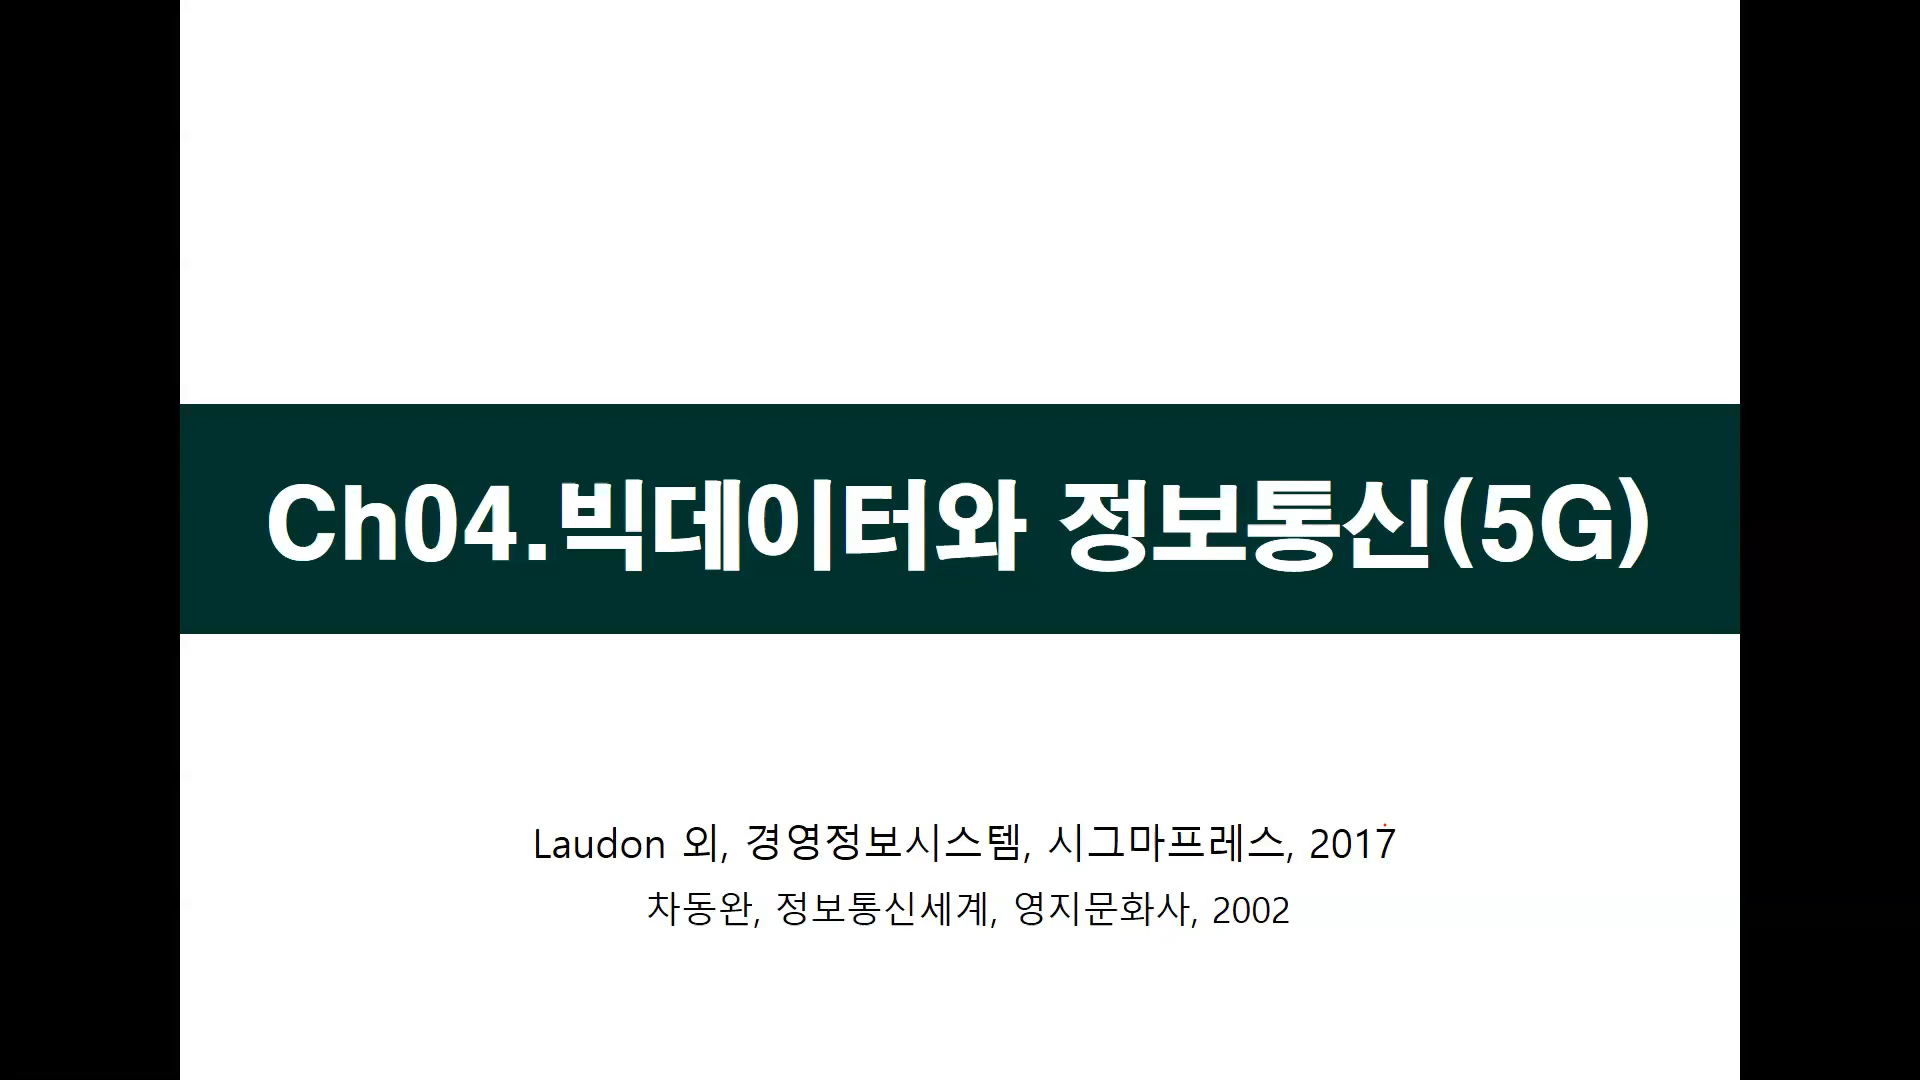 Ch04.빅데이터와 정보통신(5G)
Laudon 외, 경영정보시스템, 시그마프레스, 2017
차동완, 정보통신세계, 영지문화사, 2002